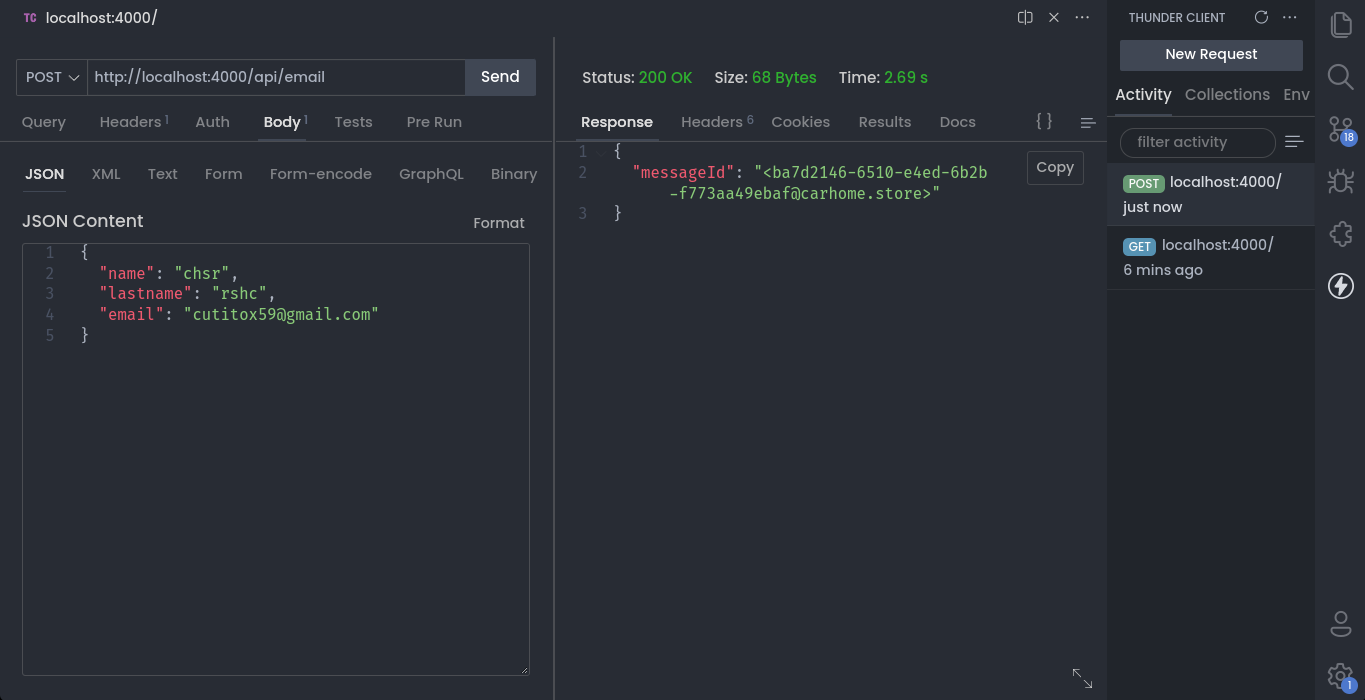 TC localhost:4000/
POST http://localhost:4000/api/email Send
Query Headers 1 Auth Body 1 Tests Pre Run
JSON XML Text Form Form-encode GraphQL Binary
JSON Content Format
1 {
2 "name": "chsr",
3 "lastname": "rshc",
4 "email": "cutitox59@gmail.com"
5 }
Status: 200 OK Size: 68 Bytes Time: 2.69 s
Response Headers 6 Cookies Results Docs { }
1 {
2 "messageId": "<ba7d2146-6510-e4ed-6b2b
-f773aa49ebaf@carhome.store>"
3 }
Copy
THUNDER CLIENT
New Request
Activity Collections Env
filter activity
POST localhost:4000/
just now
GET localhost:4000/
6 mins ago
18
1